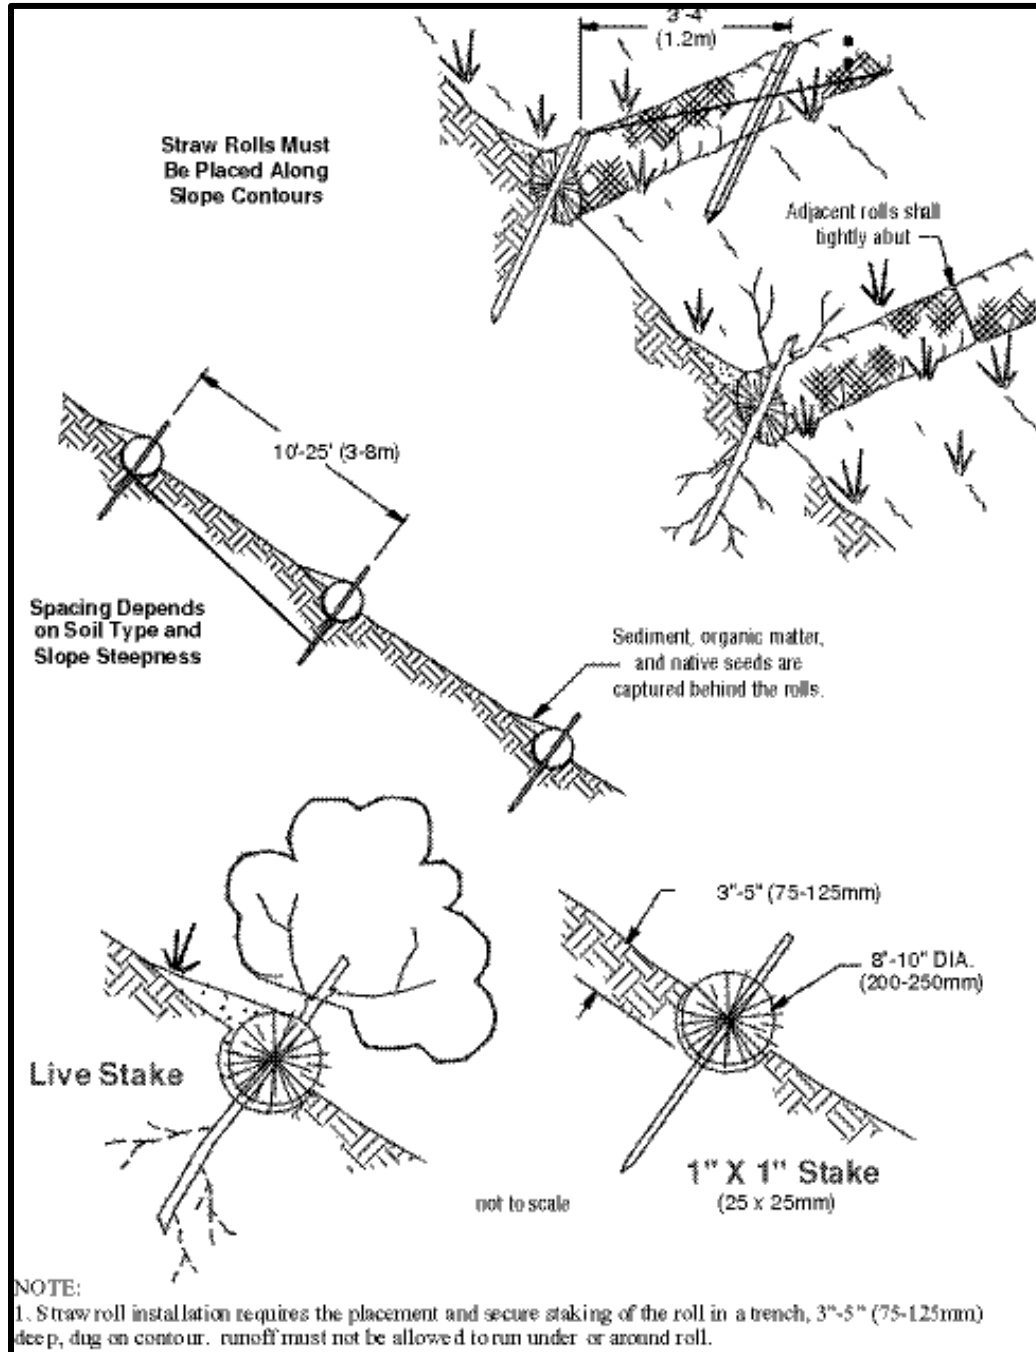 3'-4'
(1.2m)
Straw Rolls Must
Be Placed Along
Slope Contours
Adjacent rolls shall
tightly abut
10'-25' (3-8m)
Spacing Depends
on Soil Type and
Slope Steepness
Sediment, organic matter,
and native seeds are
captured behind the rolls.
3"-5" (75-125mm)
8"-10" DIA.
(200-250mm)
Live Stake
1" X 1" Stake
(25 x 25mm)
not to scale
NOTE:
1. Straw roll installation requires the placement and secure staking of the roll in a trench, 3"-5" (75-125mm)
deep, dug on contour. runoff must not be allowed to run under or around roll.